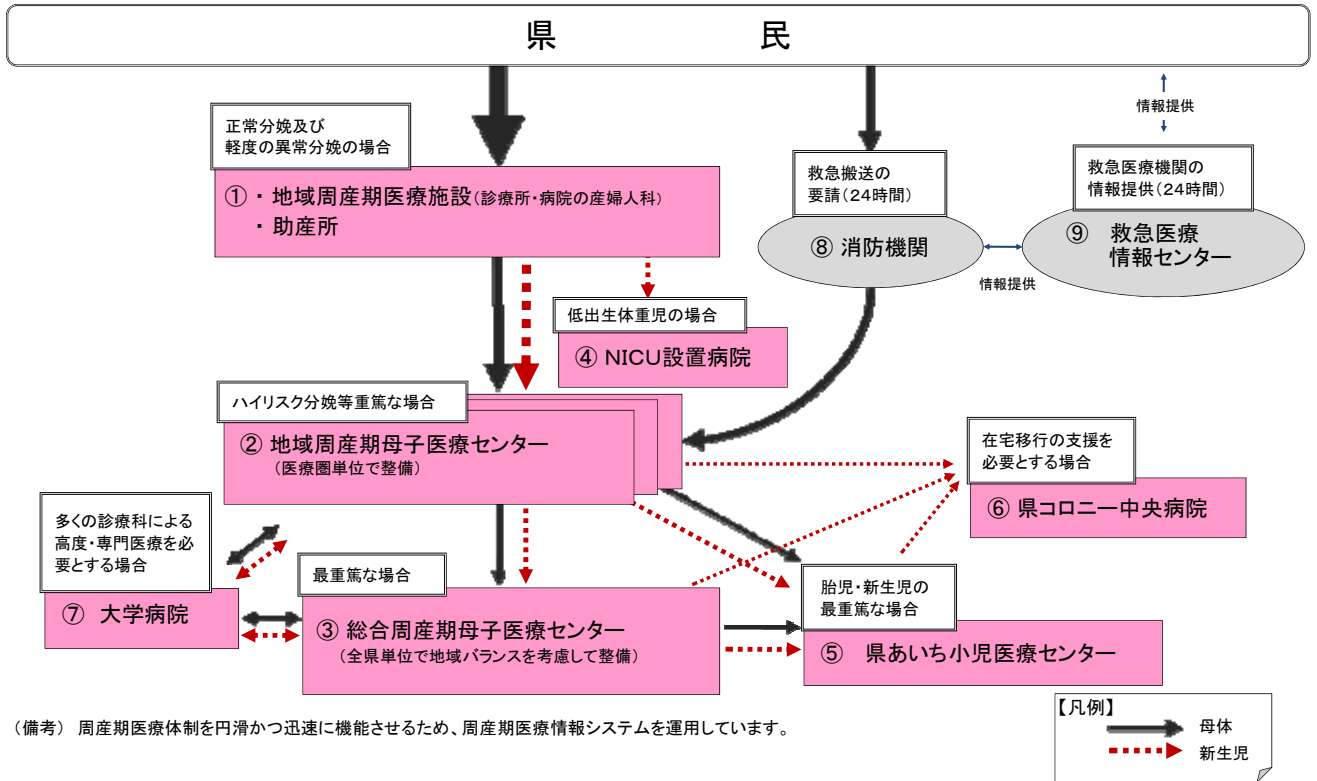 県　民
情報提供
正常分娩及び
軽度の異常分娩の場合
①・地域周産期医療施設(診療所・病院の産婦人科)
・助産所
救急搬送の
要請(24時間)
⑧ 消防機関
救急医療機関の
情報提供(24時間)
⑨ 救急医療
情報センター
情報提供
低出生体重児の場合
④ NICU設置病院
ハイリスク分娩等重篤な場合
② 地域周産期母子医療センター
(医療圏単位で整備)
在宅移行の支援を
必要とする場合
⑥ 県コロニー中央病院
多くの診療科による
高度・専門医療を必
要とする場合
⑦ 大学病院
最重篤な場合
③ 総合周産期母子医療センター
(全県単位で地域バランスを考慮して整備)
胎児・新生児の
最重篤な場合
⑤ 県あいち小児医療センター
(備考) 周産期医療体制を円滑かつ迅速に機能させるため、周産期医療情報システムを運用しています。
【凡例】
母体
新生児